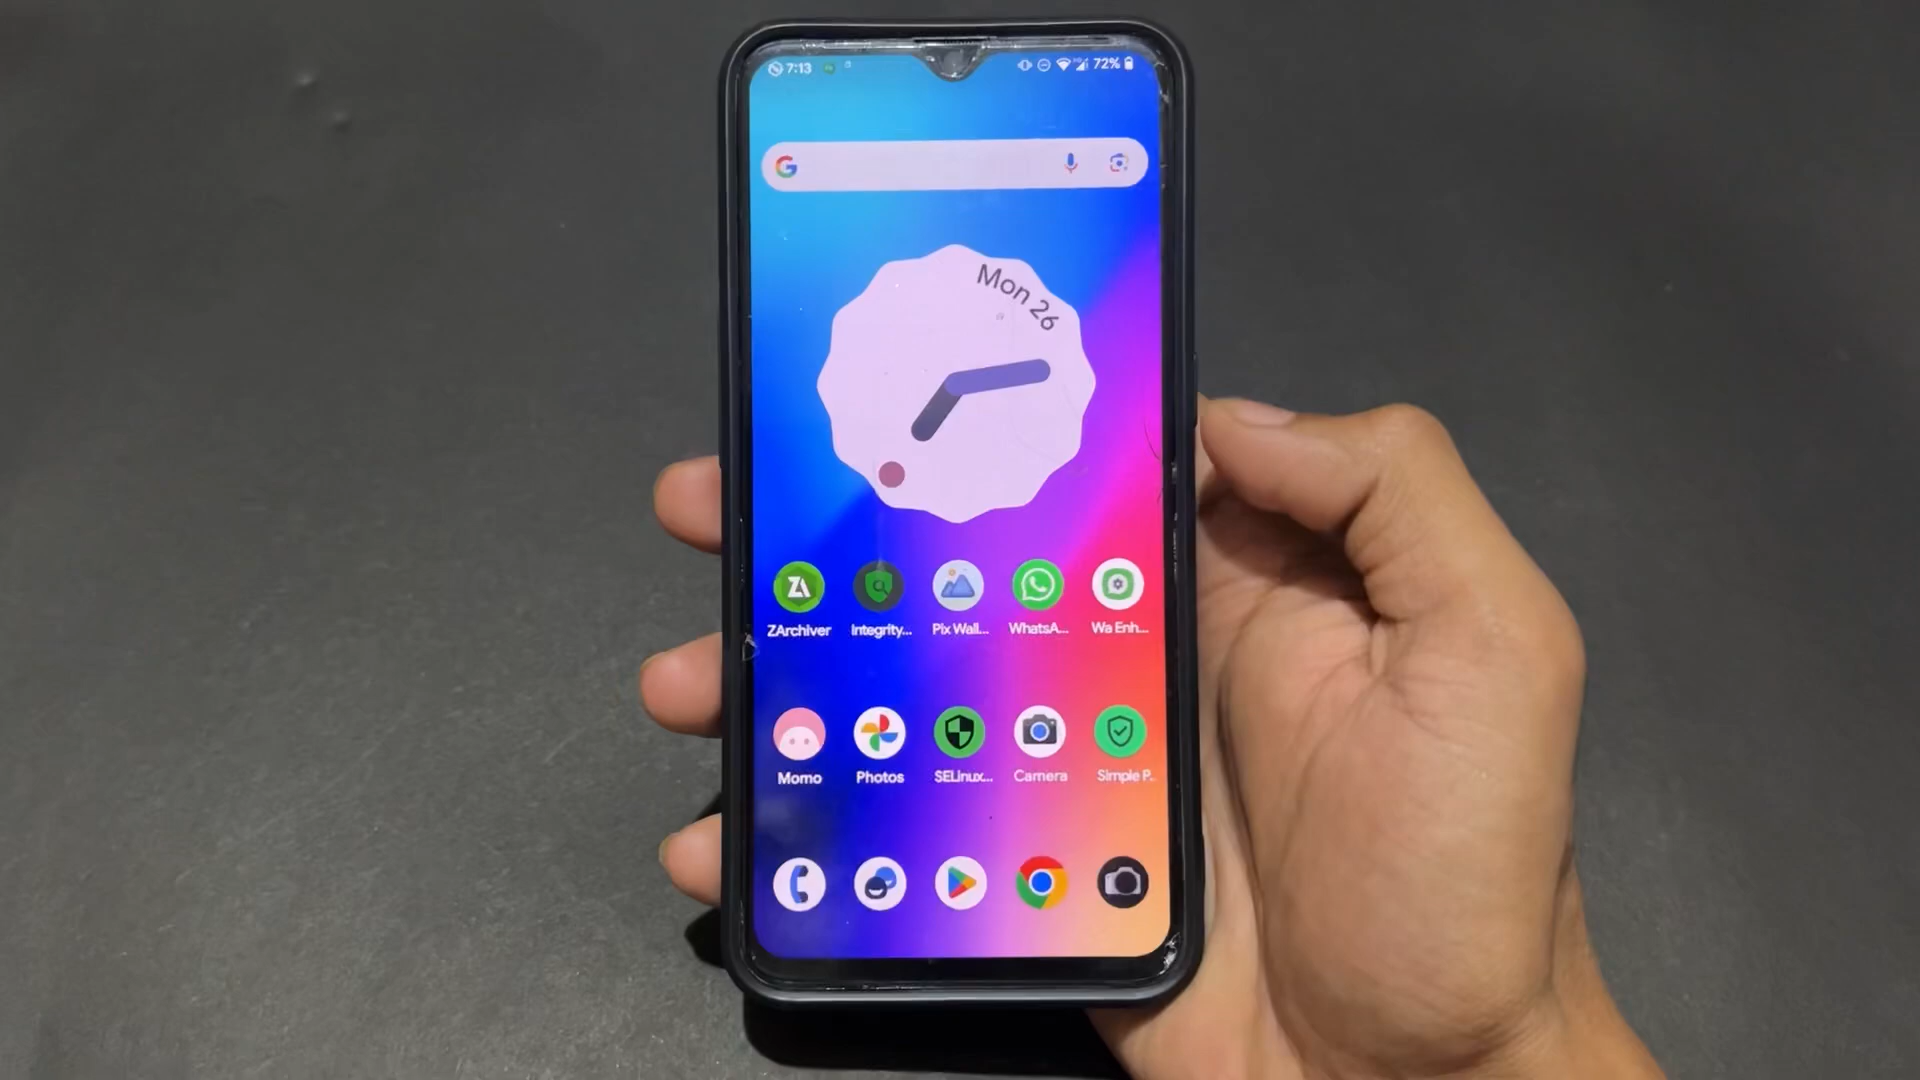 7:13 72%
Mon 26
ZArchiver Integrity... Pix Wall... WhatsA... Wa Enh...
Momo Photos SELinux... Camera Simple P..